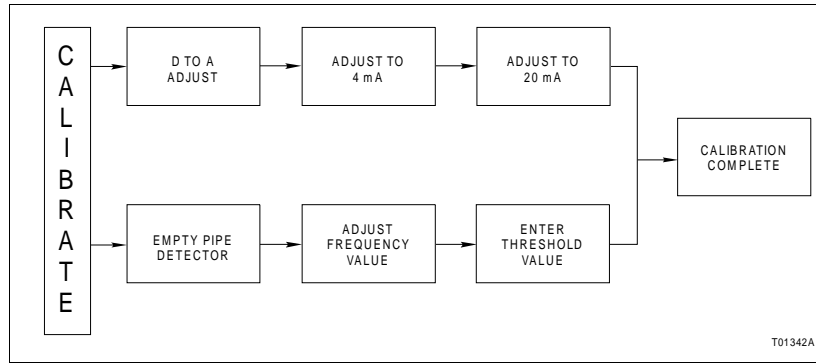 CALIBRATE
D TO A
ADJUST
ADJUST TO
4 mA
ADJUST TO
20 mA
CALIBRATION
COMPLETE
EMPTY PIPE
DETECTOR
ADJUST
FREQUENCY
VALUE
ENTER
THRESHOLD
VALUE
T01342A